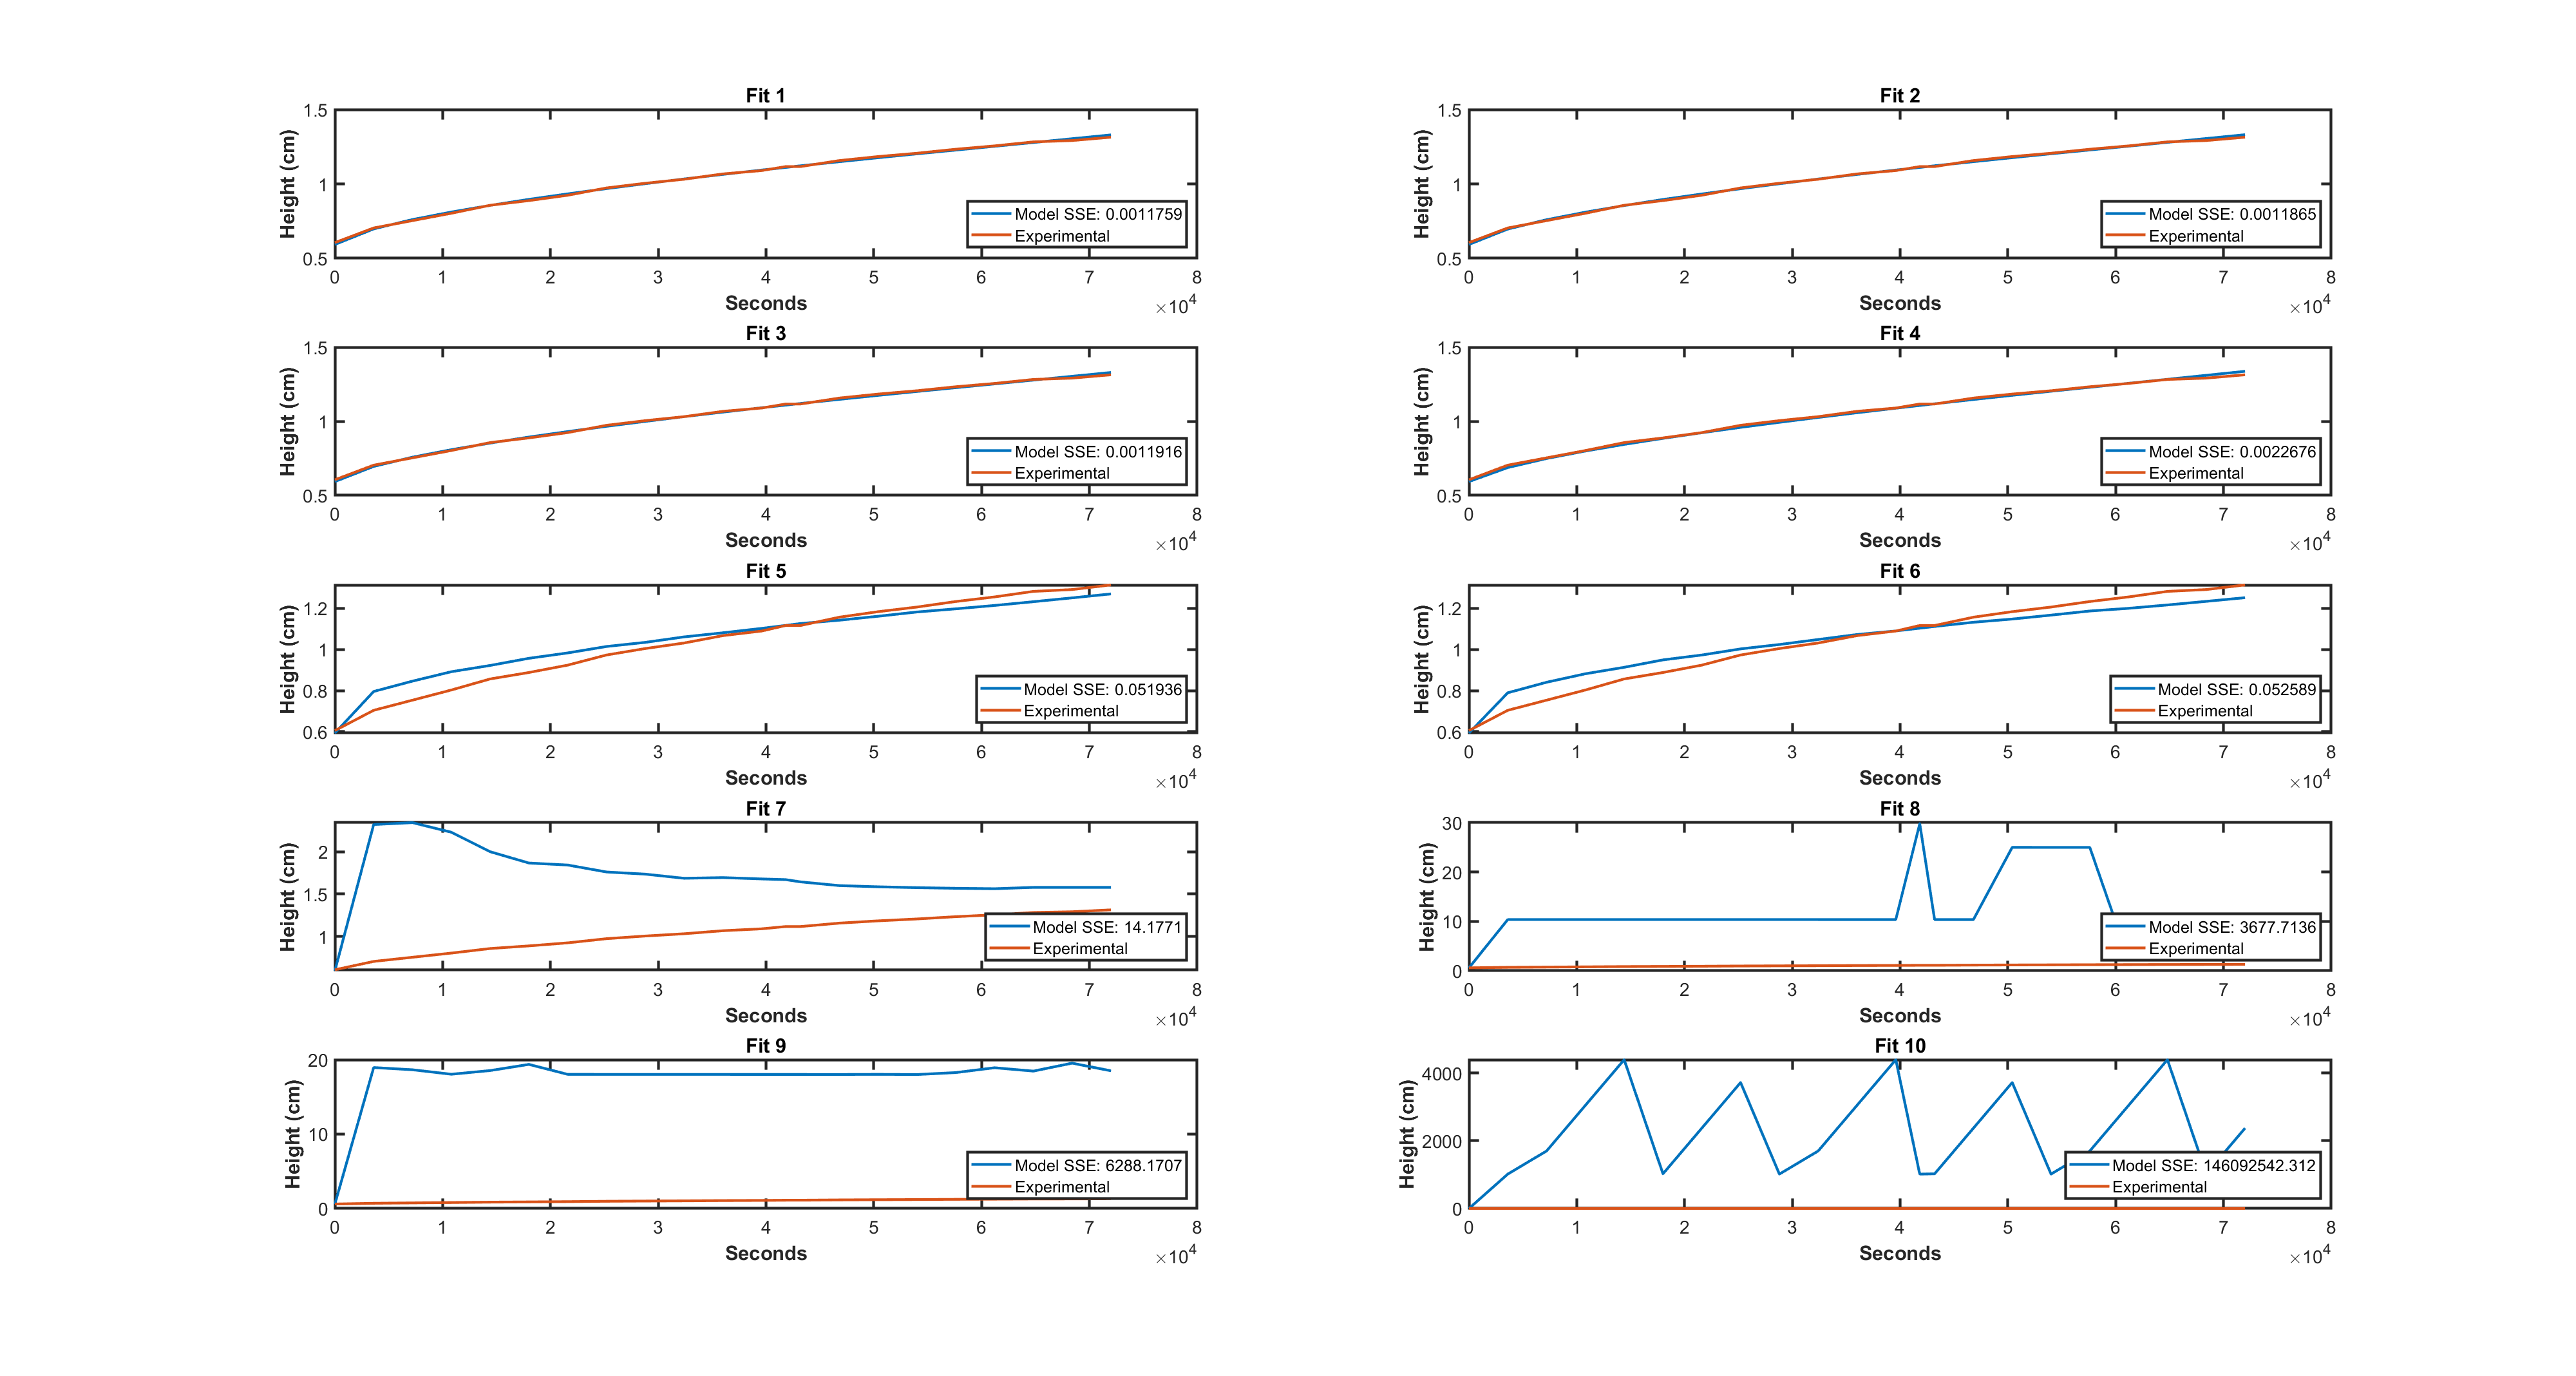 Fit 1
1.5
1
0.5
Height (cm)
Model SSE: 0.0011759
Experimental
0 1 2 3 4 5 6 7 8
Seconds
×10^4
Fit 2
1.5
1
0.5
Height (cm)
Model SSE: 0.0011865
Experimental
0 1 2 3 4 5 6 7 8
Seconds
×10^4
Fit 3
1.5
1
0.5
Height (cm)
Model SSE: 0.0011916
Experimental
0 1 2 3 4 5 6 7 8
Seconds
×10^4
Fit 4
1.5
1
0.5
Height (cm)
Model SSE: 0.0022676
Experimental
0 1 2 3 4 5 6 7 8
Seconds
×10^4
Fit 5
1.2
1
0.8
0.6
Height (cm)
Model SSE: 0.051936
Experimental
0 1 2 3 4 5 6 7 8
Seconds
×10^4
Fit 6
1.2
1
0.8
0.6
Height (cm)
Model SSE: 0.052589
Experimental
0 1 2 3 4 5 6 7 8
Seconds
×10^4
Fit 7
2
1.5
1
Height (cm)
Model SSE: 14.1771
Experimental
0 1 2 3 4 5 6 7 8
Seconds
×10^4
Fit 8
30
20
10
0
Height (cm)
Model SSE: 3677.7136
Experimental
0 1 2 3 4 5 6 7 8
Seconds
×10^4
Fit 9
20
10
0
Height (cm)
Model SSE: 6288.1707
Experimental
0 1 2 3 4 5 6 7 8
Seconds
×10^4
Fit 10
4000
2000
0
Height (cm)
Model SSE: 146092542.312
Experimental
0 1 2 3 4 5 6 7 8
Seconds
×10^4